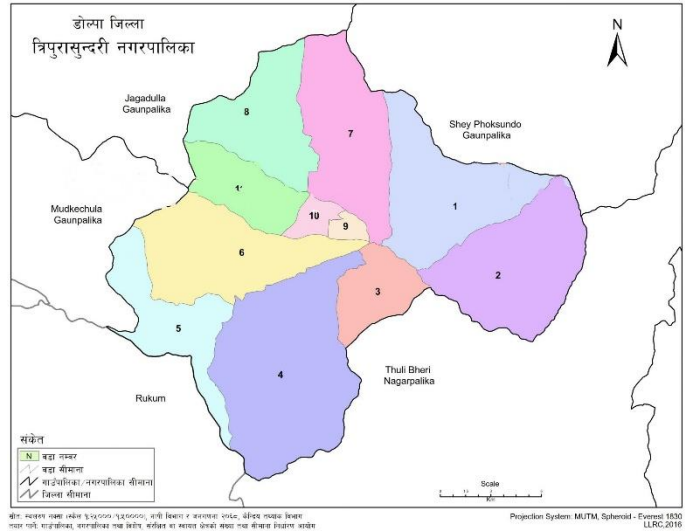 डोल्पा जिल्ला
त्रिपुरासुन्दरी नगरपालिका
N
Jagadulla
Gaunpalika
8
7
Shey Phoksundo
Gaunpalika
11
Mudkechula
Gaunpalika
10
9
1
6
2
3
5
4
Thuli Bheri
Nagarpalika
Rukum
संकेत
N वडा नम्बर
वडा सीमाना
गाउँपालिका/नगरपालिका सीमाना
जिल्ला सीमाना
Scale
Km
Projection System: MUTM, Spheroid - Everest 1830
LLRC, 2016